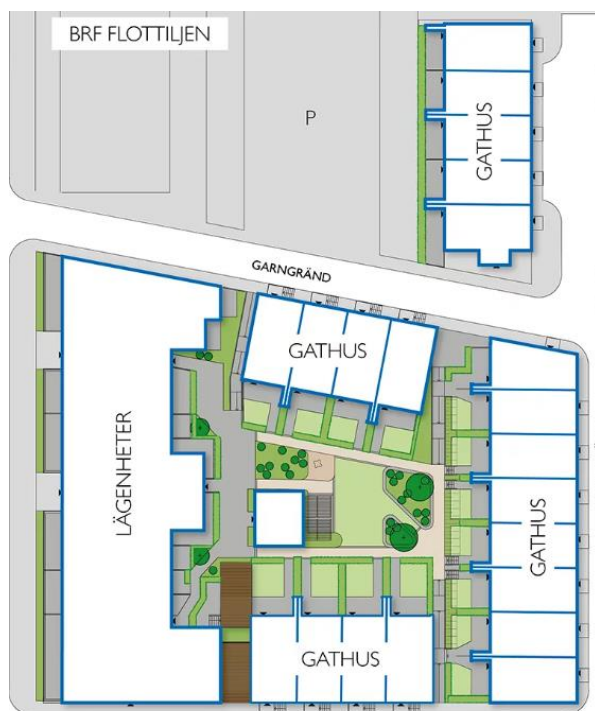 BRF FLOTTILJEN
P
GATHUS
GARNGRÄND
GATHUS
LÄGENHETER
GATHUS
GATHUS